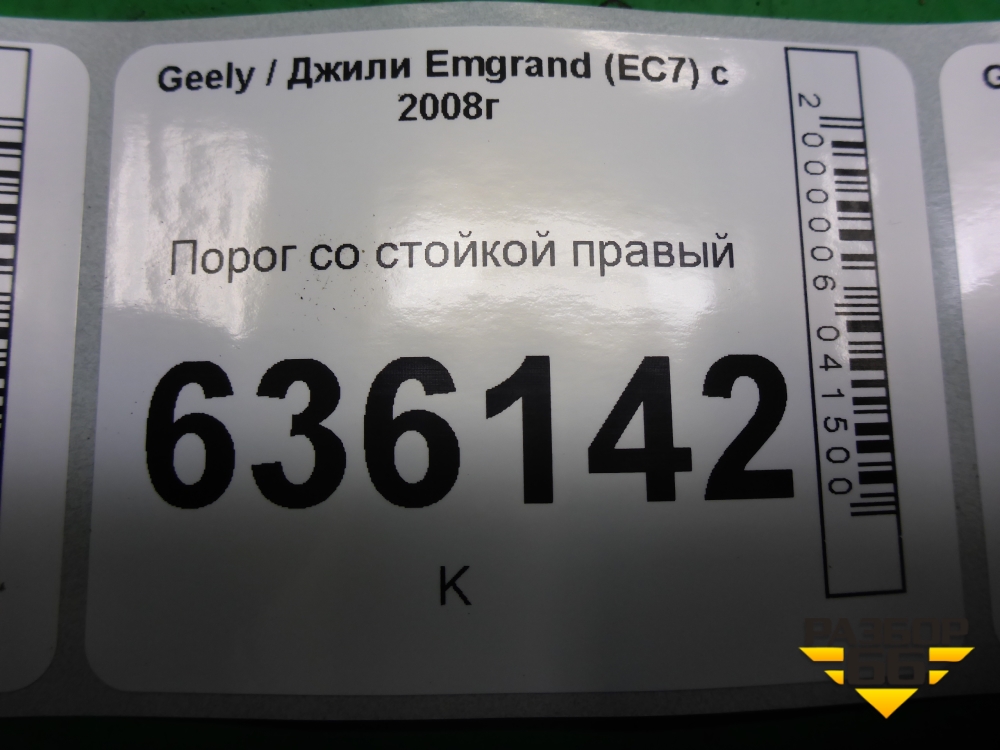 Geely / Джили Emgrand (EC7) с
2008г
Порог со стойкой правый
636142
К
2000006041500
РАЗБОР
66